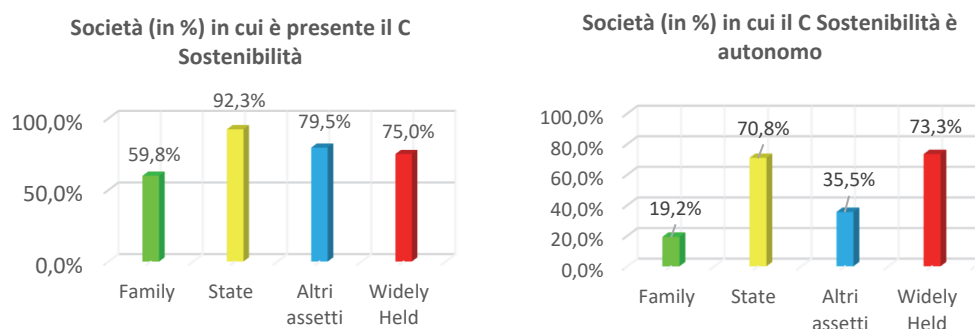 Società (in %) in cui è presente il C
Sostenibilità
92,3%
79,5%
75,0%
59,8%
100,0%
50,0%
0,0%
Family
State
Altri
assetti
Widely
Held
Società (in %) in cui il C Sostenibilità è
autonomo
100,0%
80,0%
60,0%
40,0%
20,0%
0,0%
19,2%
70,8%
35,5%
73,3%
Family
State
Altri
assetti
Widely
Held